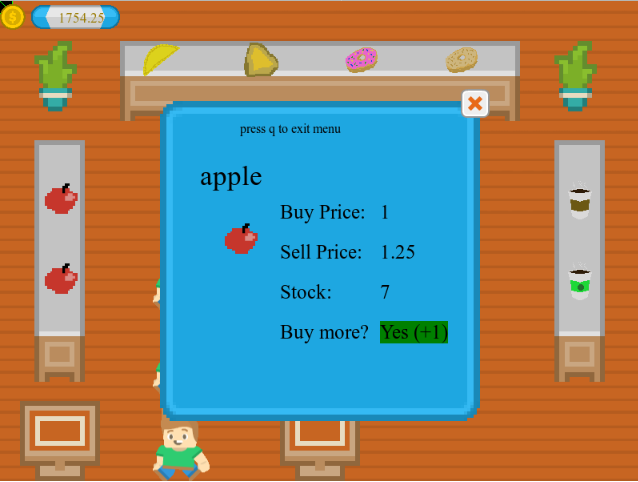 1754.25
press q to exit menu
apple
Buy Price: 1
Sell Price: 1.25
Stock: 7
Buy more? Yes (+1)